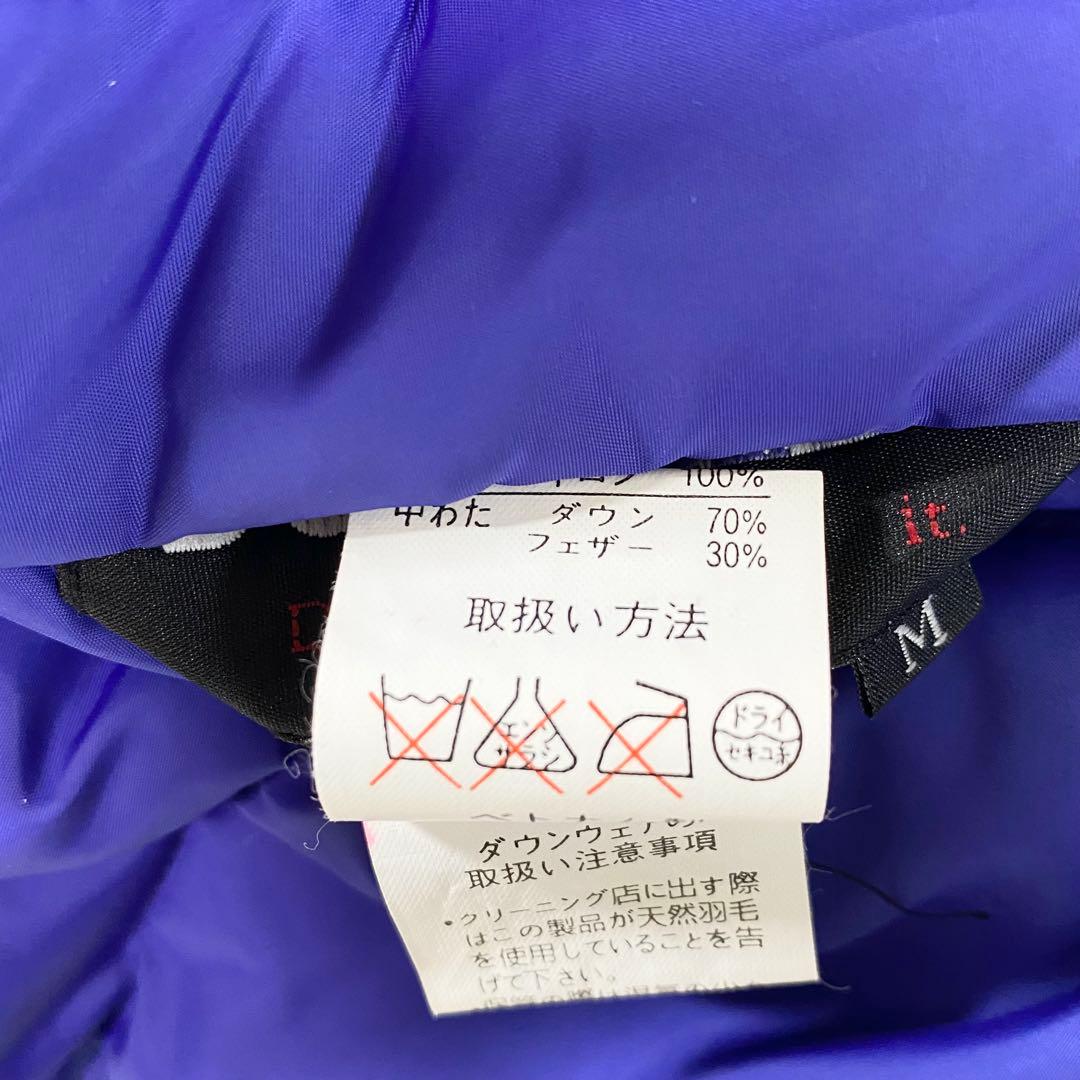 100%
中わた ダウン 70%
フェザー 30%
取扱い方法
エンソ
サラシ
ドライ
セキユ系
it.
M
ダウンウェアの
取扱い注意事項
・クリーニング店に出す際
はこの製品が天然羽毛
を使用していることを告
げて下さい。